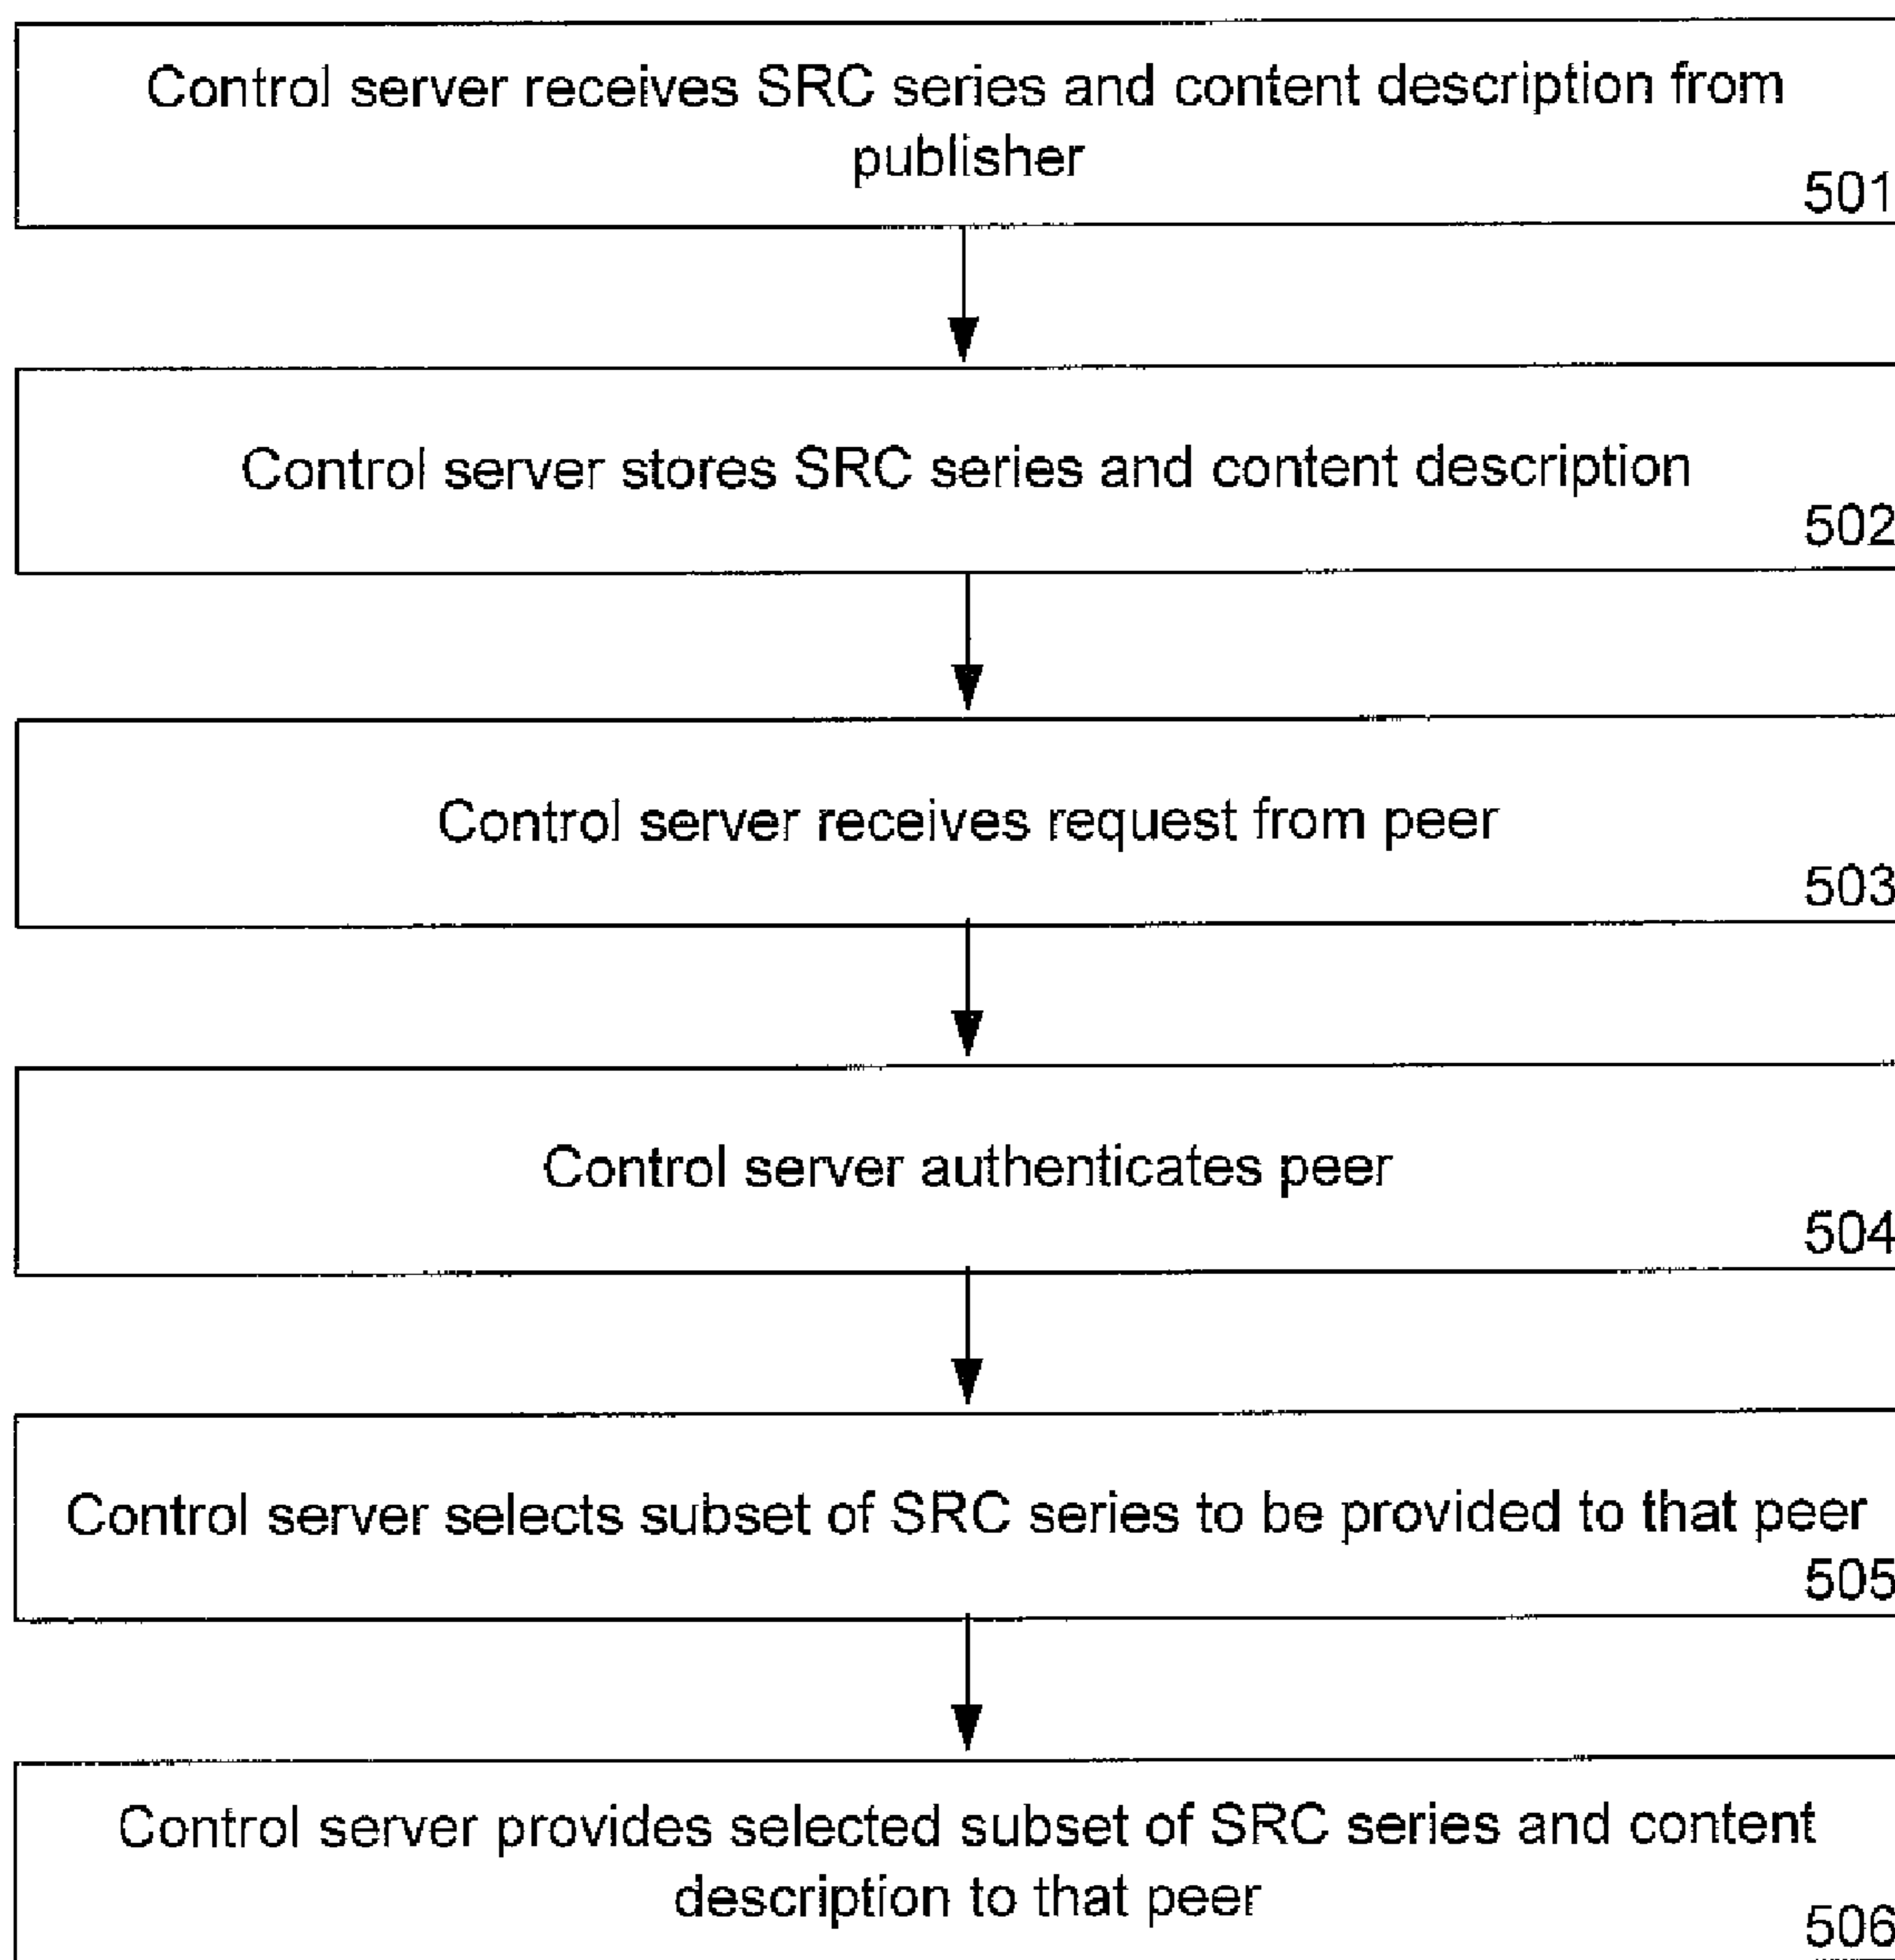 Control server receives SRC series and content description from
publisher
501
Control server stores SRC series and content description
502
Control server receives request from peer
503
Control server authenticates peer
504
Control server selects subset of SRC series to be provided to that peer
505
Control server provides selected subset of SRC series and content
description to that peer
506